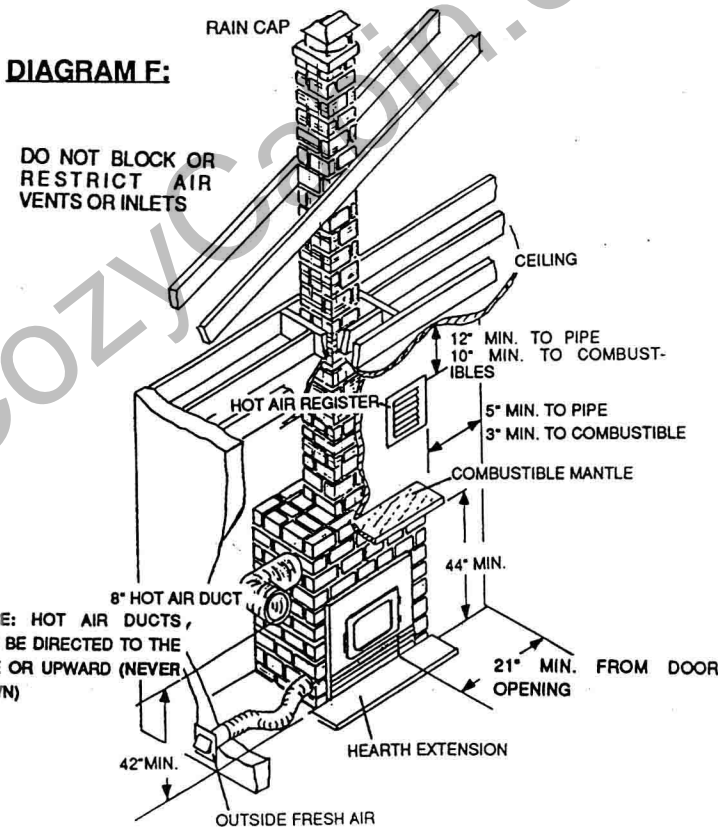 RAIN CAP
DIAGRAM F:
DO NOT BLOCK OR
RESTRICT AIR
VENTS OR INLETS
CEILING
12" MIN. TO PIPE
10" MIN. TO COMBUST-
IBLES
HOT AIR REGISTER
5" MIN. TO PIPE
3" MIN. TO COMBUSTIBLE
COMBUSTIBLE MANTLE
44" MIN.
8" HOT AIR DUCT
E: HOT AIR DUCTS,
BE DIRECTED TO THE
E OR UPWARD (NEVER
WN)
21" MIN. FROM DOOR
OPENING
42" MIN.
HEARTH EXTENSION
OUTSIDE FRESH AIR
ozyCabin.c